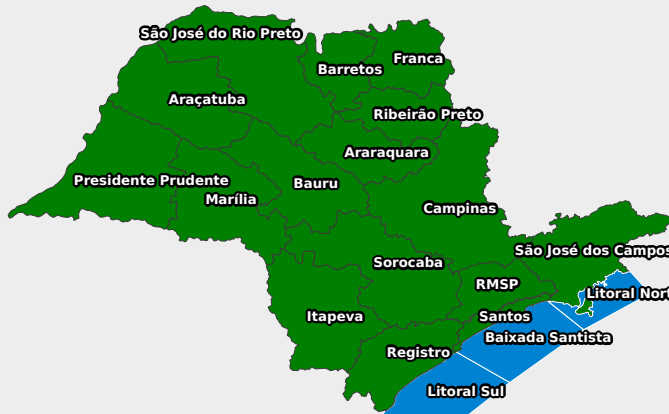 São José do Rio Preto
Franca
Barretos
Araçatuba
Ribeirão Preto
Araraquara
Presidente Prudente
Bauru
Marília
Campinas
São José dos Campos
Sorocaba
RMSP
Litoral Nort
Itapeva
Santos
Baixada Santista
Registro
Litoral Sul